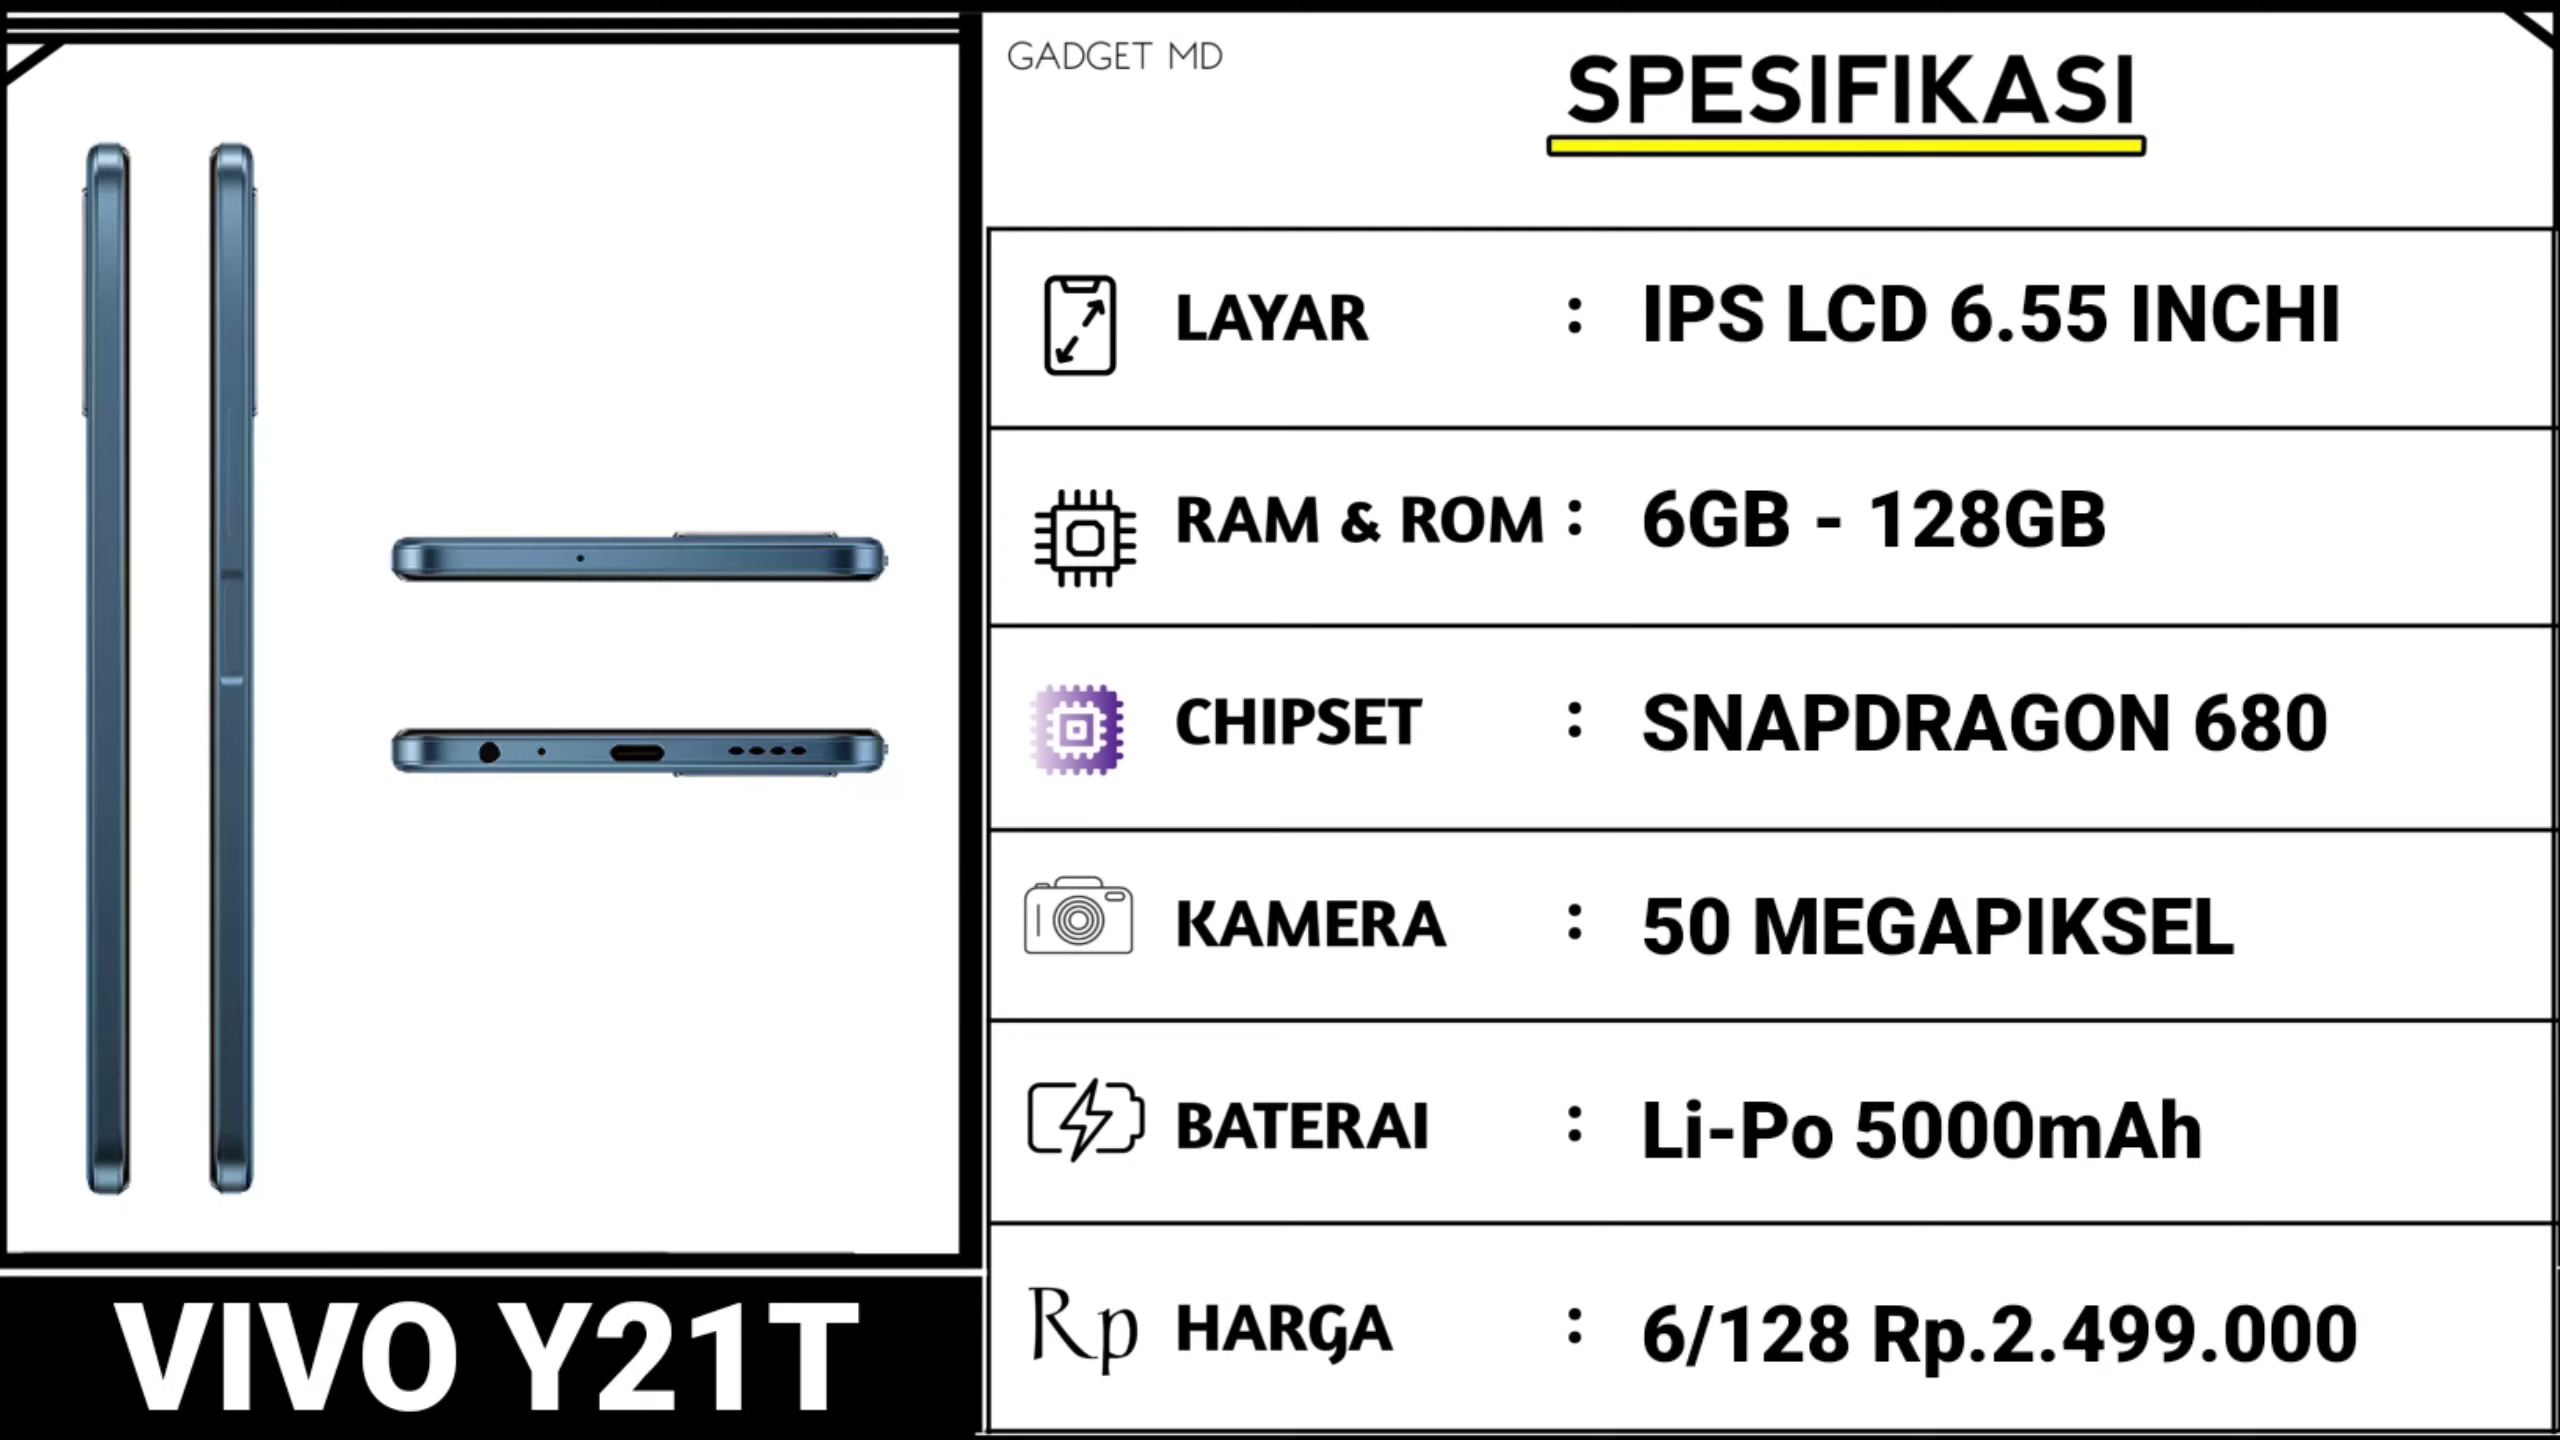 GADGET MD
SPESIFIKASI
LAYAR : IPS LCD 6.55 INCHI
RAM & ROM : 6GB - 128GB
CHIPSET : SNAPDRAGON 680
KAMERA : 50 MEGAPIKSEL
BATERAI : Li-Po 5000mAh
Rp HARGA : 6/128 Rp.2.499.000
VIVO Y21T